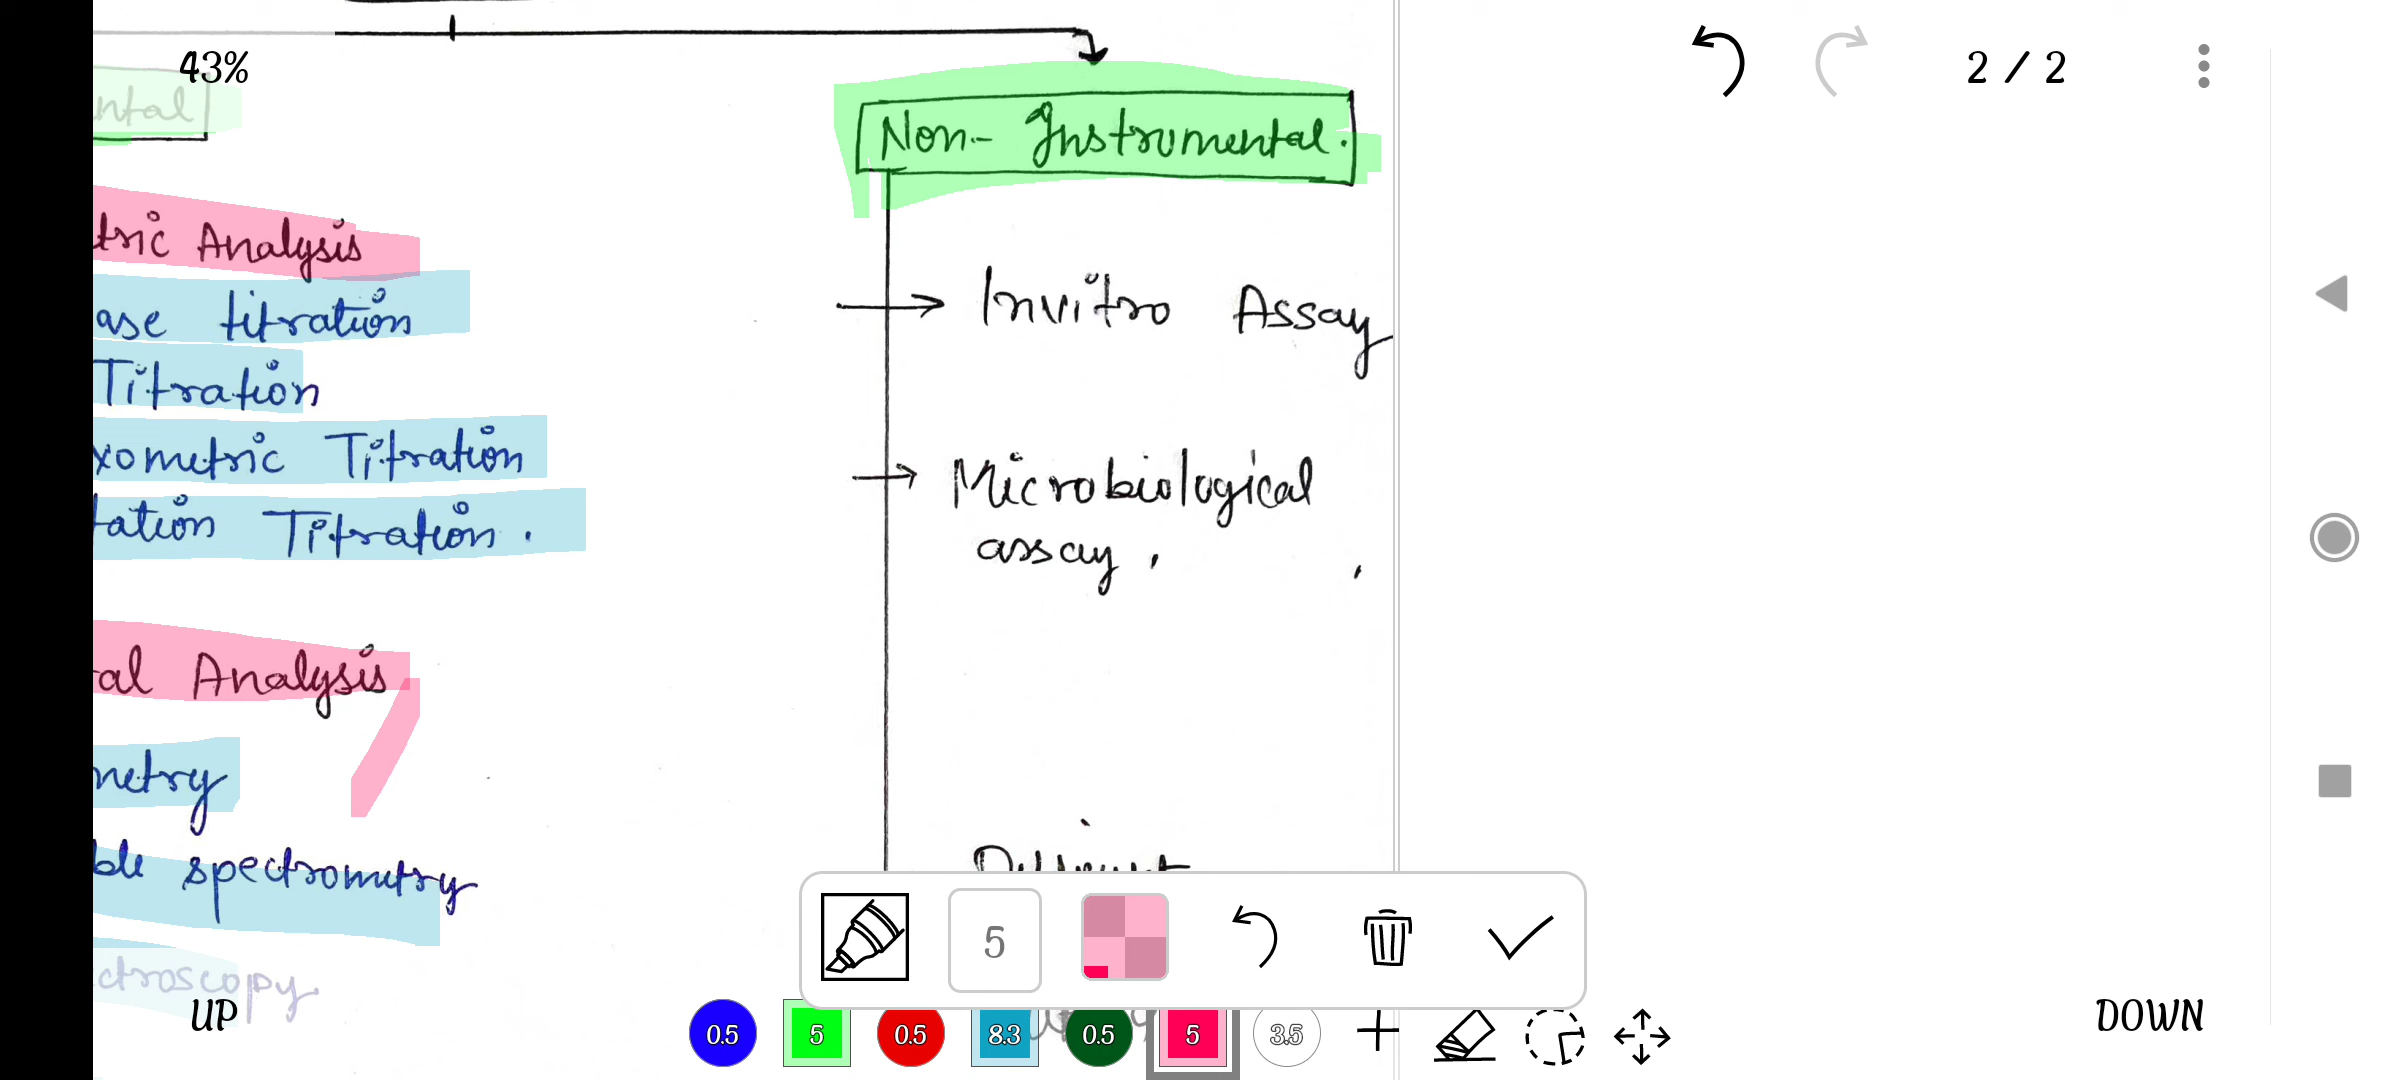 43%
2 / 2
ntal
Non- Instrumental.
tric Analysis
ase titration
Titration
xometric Titration
tation Titration.
al Analysis
metry
ble spectrometry
ctroscopy
Invitro Assay
Microbiological
assay,
5
UP
DOWN
0.5
5
0.5
8.3
0.5
5
3.5